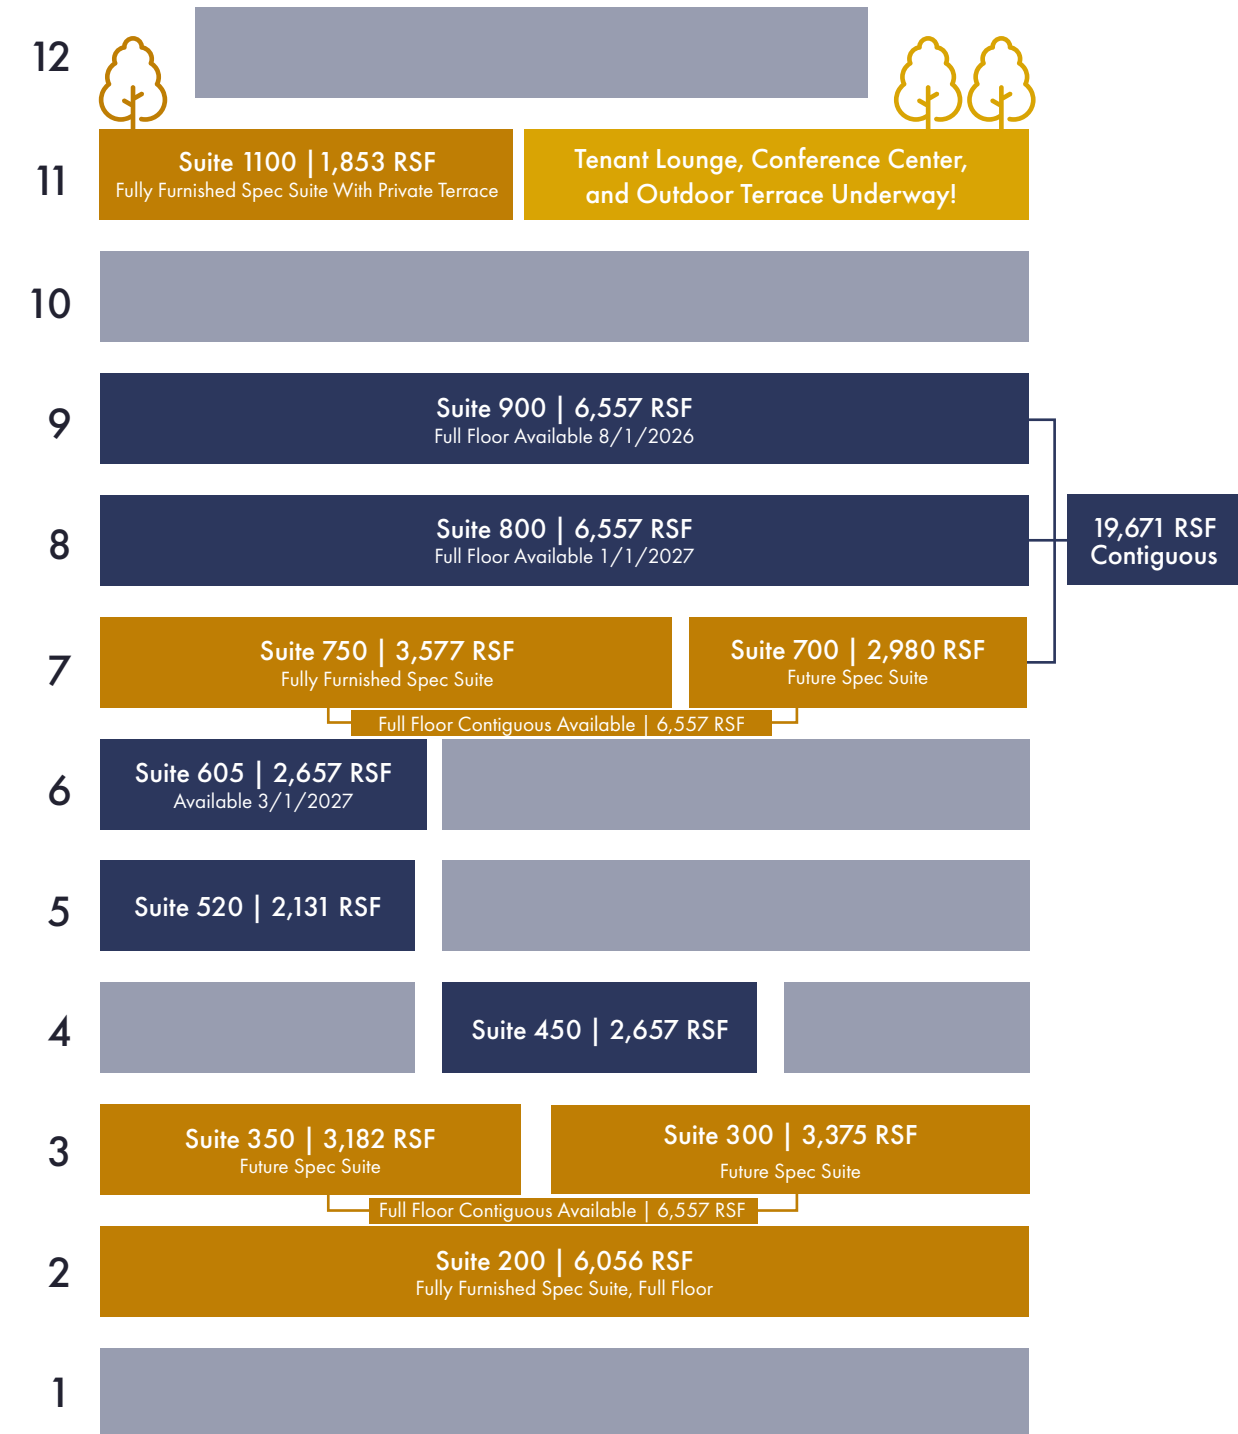 12
11
Suite 1100 | 1,853 RSF
Fully Furnished Spec Suite With Private Terrace
Tenant Lounge, Conference Center,
and Outdoor Terrace Underway!
10
9
Suite 900 | 6,557 RSF
Full Floor Available 8/1/2026
8
Suite 800 | 6,557 RSF
Full Floor Available 1/1/2027
19,671 RSF
Contiguous
7
Suite 750 | 3,577 RSF
Fully Furnished Spec Suite
Suite 700 | 2,980 RSF
Future Spec Suite
Full Floor Contiguous Available | 6,557 RSF
6
Suite 605 | 2,657 RSF
Available 3/1/2027
5
Suite 520 | 2,131 RSF
4
Suite 450 | 2,657 RSF
3
Suite 350 | 3,182 RSF
Future Spec Suite
Suite 300 | 3,375 RSF
Future Spec Suite
Full Floor Contiguous Available | 6,557 RSF
2
Suite 200 | 6,056 RSF
Fully Furnished Spec Suite, Full Floor
1